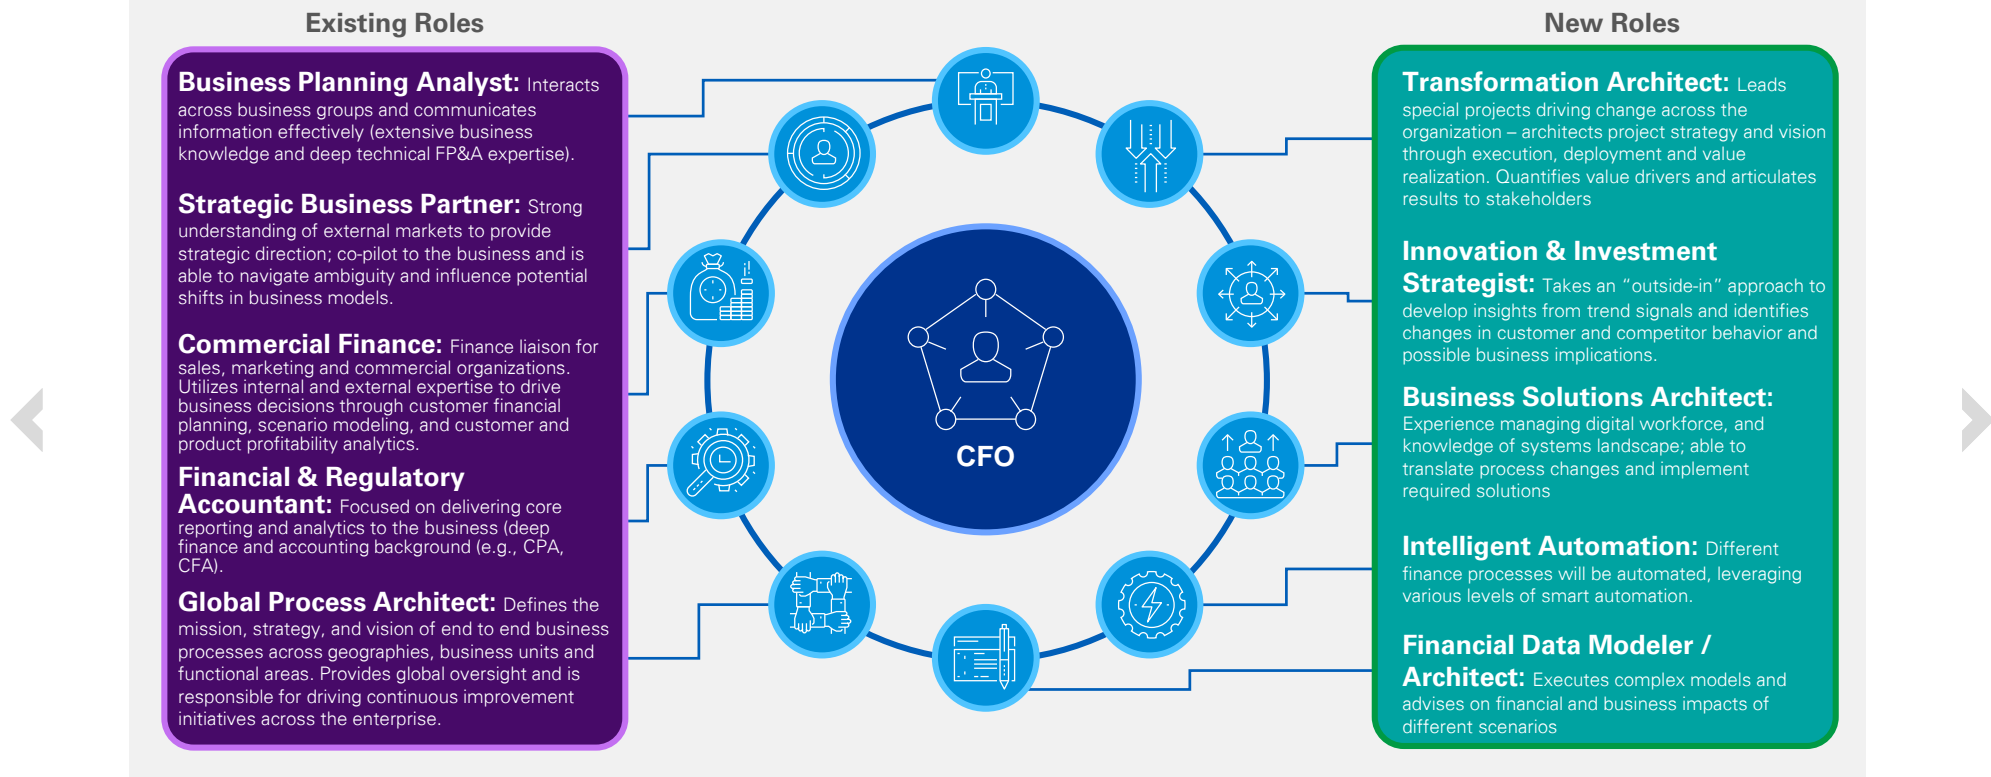 Existing Roles
Business Planning Analyst: Interacts
across business groups and communicates
information effectively (extensive business
knowledge and deep technical FP&A expertise).
Strategic Business Partner: Strong
understanding of external markets to provide
strategic direction; co-pilot to the business and is
able to navigate ambiguity and influence potential
shifts in business models.
Commercial Finance: Finance liaison for
sales, marketing and commercial organizations.
Utilizes internal and external expertise to drive
business decisions through customer financial
planning, scenario modeling, and customer and
product profitability analytics.
Financial & Regulatory
Accountant: Focused on delivering core
reporting and analytics to the business (deep
finance and accounting background (e.g., CPA,
CFA).
Global Process Architect: Defines the
mission, strategy, and vision of end to end business
processes across geographies, business units and
functional areas. Provides global oversight and is
responsible for driving continuous improvement
initiatives across the enterprise.
CFO
New Roles
Transformation Architect: Leads
special projects driving change across the
organization – architects project strategy and vision
through execution, deployment and value
realization. Quantifies value drivers and articulates
results to stakeholders
Innovation & Investment
Strategist: Takes an “outside-in” approach to
develop insights from trend signals and identifies
changes in customer and competitor behavior and
possible business implications.
Business Solutions Architect:
Experience managing digital workforce, and
knowledge of systems landscape; able to
translate process changes and implement
required solutions
Intelligent Automation: Different
finance processes will be automated, leveraging
various levels of smart automation.
Financial Data Modeler /
Architect: Executes complex models and
advises on financial and business impacts of
different scenarios